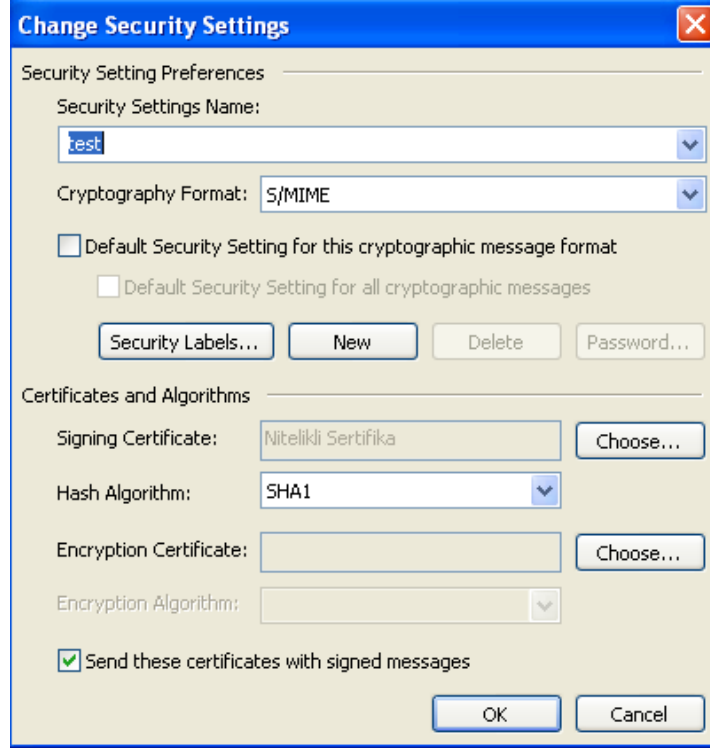 Change Security Settings
Security Setting Preferences
Security Settings Name:
test
Cryptography Format: S/MIME
Default Security Setting for this cryptographic message format
Default Security Setting for all cryptographic messages
Security Labels... New Delete Password...
Certificates and Algorithms
Signing Certificate: Nitelikli Sertifika Choose...
Hash Algorithm: SHA1
Encryption Certificate: Choose...
Encryption Algorithm:
Send these certificates with signed messages
OK Cancel